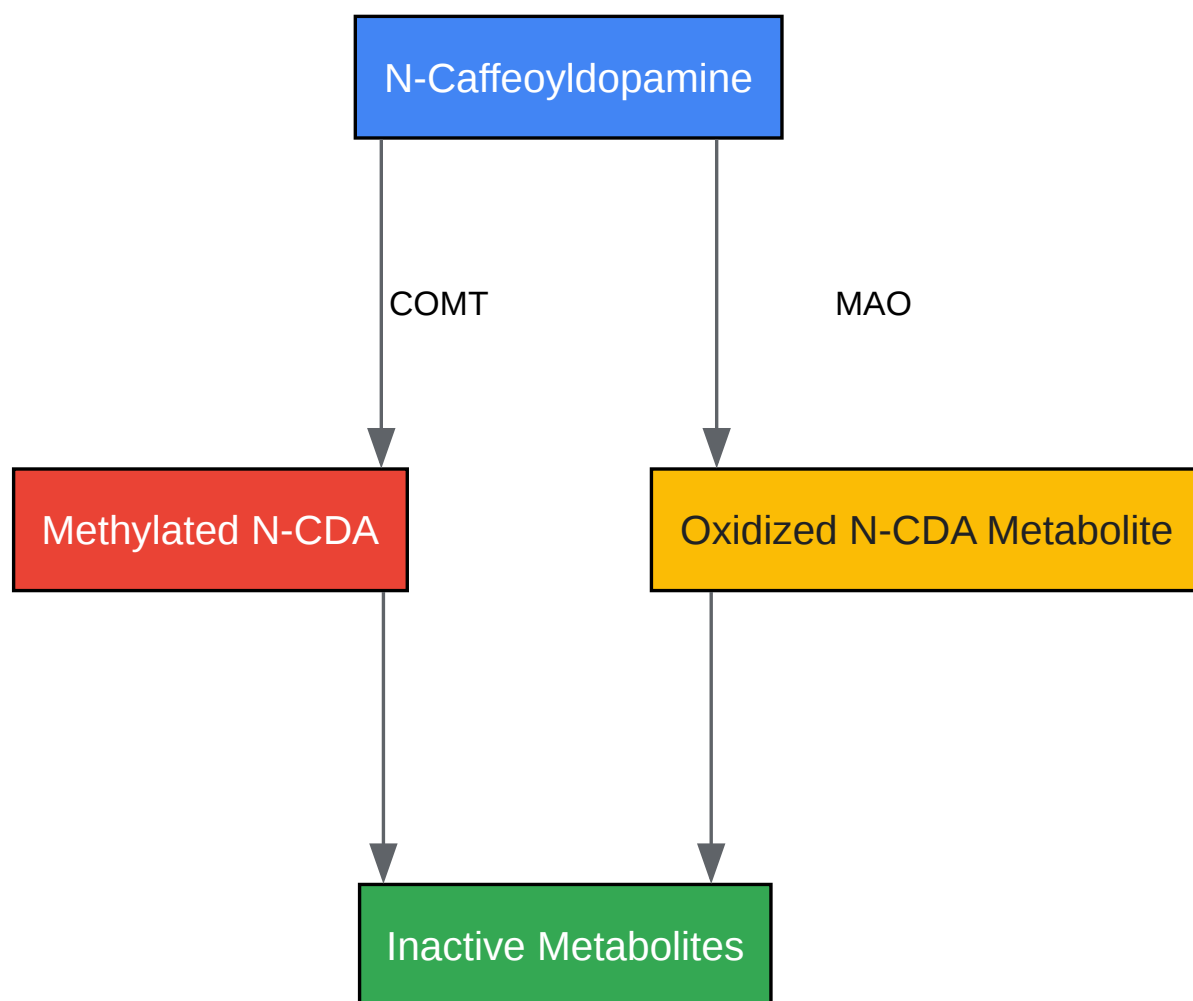 N-Caffeoyldopamine
COMT
MAO
Methylated N-CDA
Oxidized N-CDA Metabolite
Inactive Metabolites